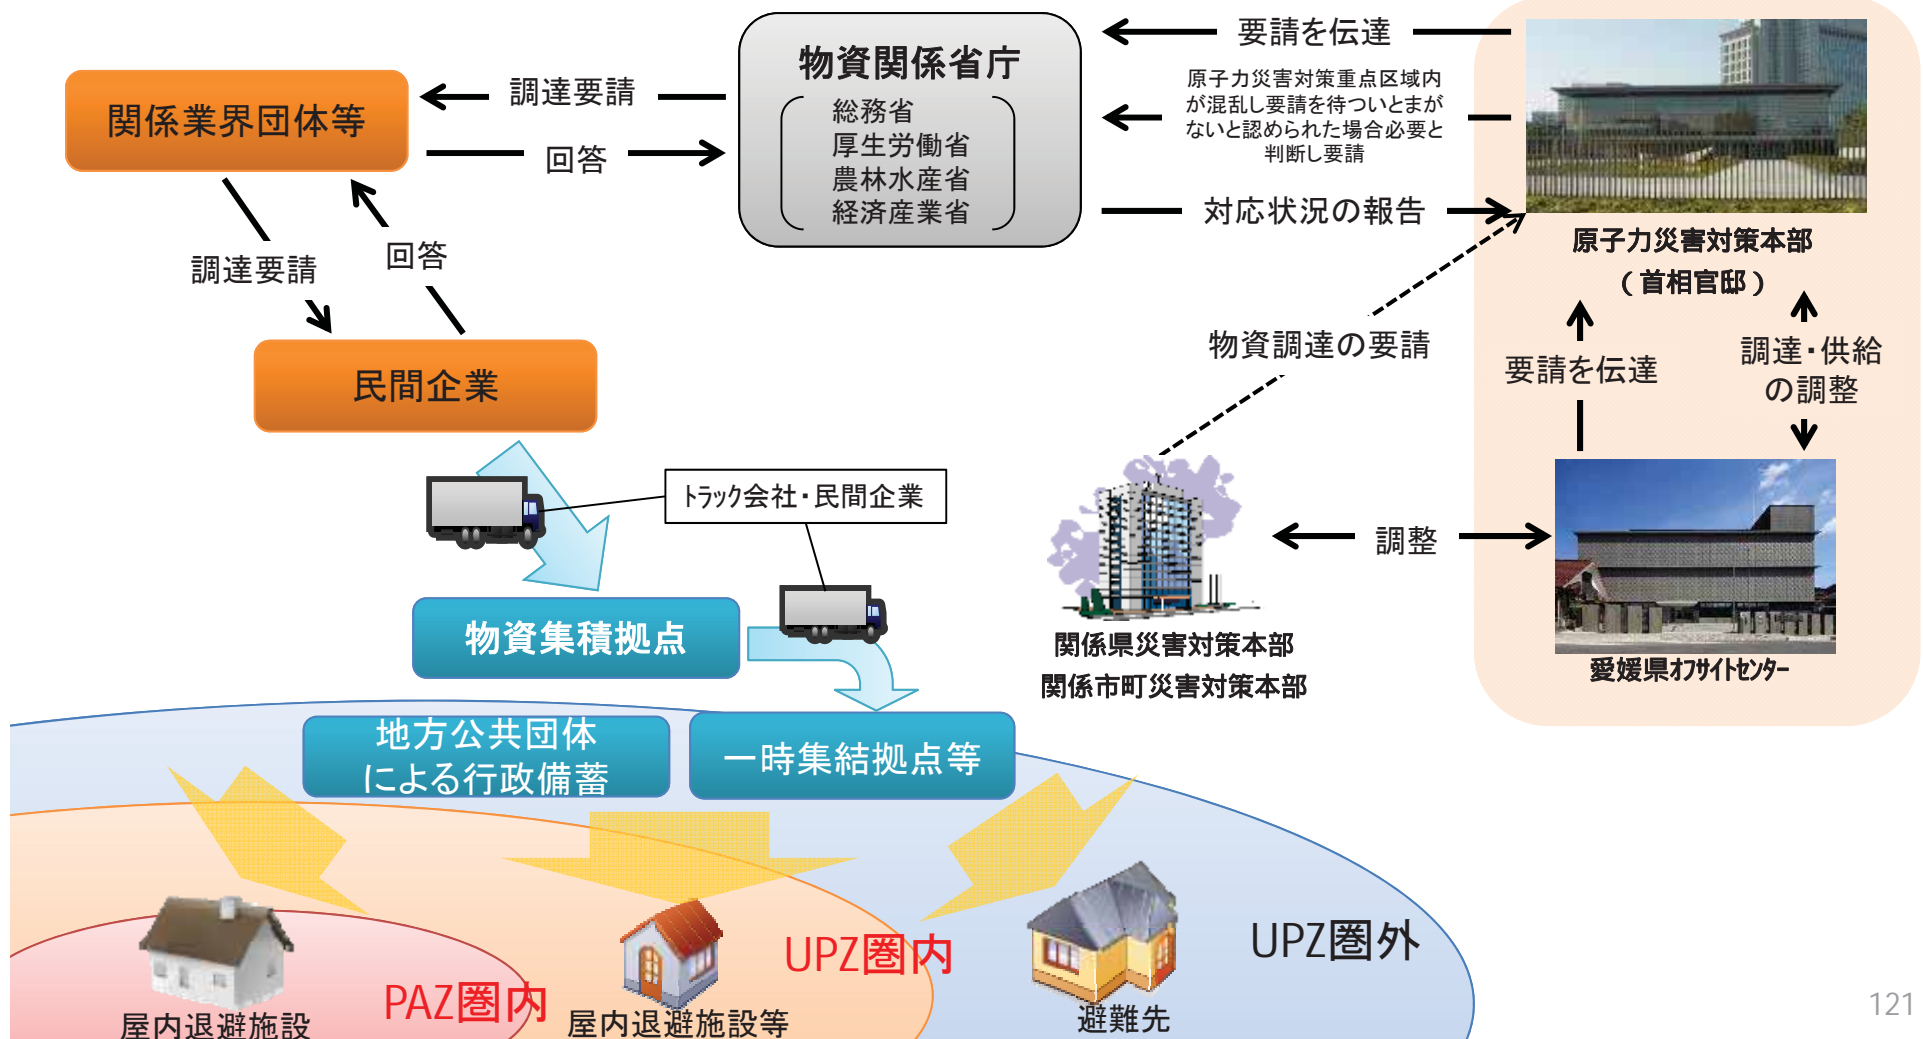 物資関係省庁
総務省
厚生労働省
農林水産省
経済産業省
要請を伝達
原子力災害対策重点区域内
が混乱し要請を待ついとまが
ないと認められた場合必要と
判断し要請
対応状況の報告
関係業界団体等
調達要請
回答
調達要請
回答
民間企業
原子力災害対策本部
(首相官邸)
物資調達の要請
要請を伝達
調達・供給
の調整
トラック会社・民間企業
調整
物資集積拠点
関係県災害対策本部
関係市町災害対策本部
愛媛県オフサイトセンター
地方公共団体
による行政備蓄
一時集結拠点等
UPZ圏内
UPZ圏外
PAZ圏内
屋内退避施設
屋内退避施設等
避難先
121